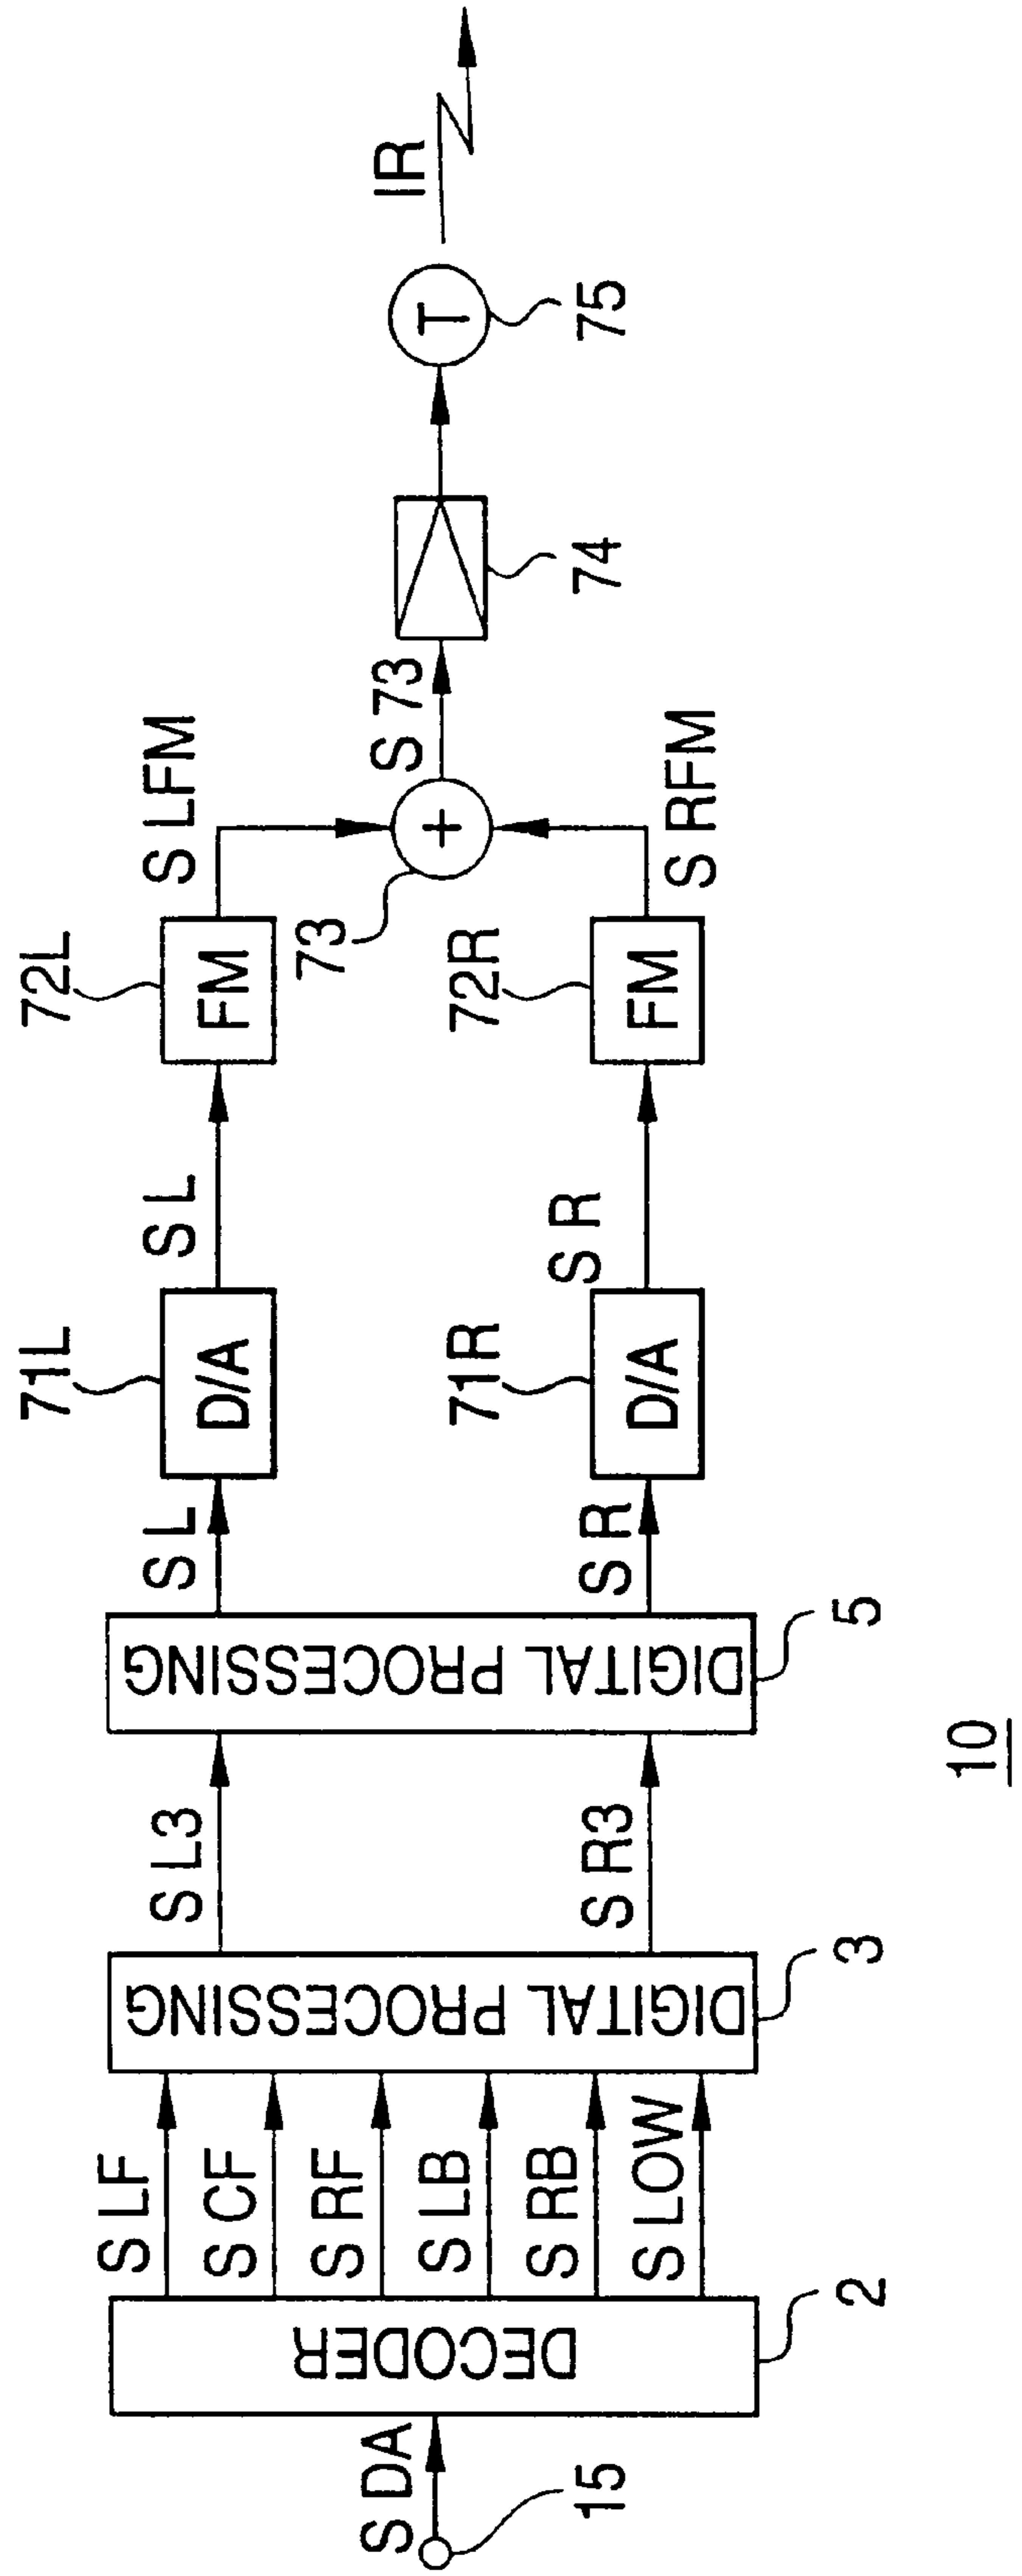 S DA
15
DECODER
2
S LF
S CF
S RF
S LB
S RB
S LOW
DIGITAL PROCESSING
3
S L3
S R3
DIGITAL PROCESSING
5
S L
S R
71L
D/A
71R
D/A
S L
S R
72L
FM
72R
FM
S LFM
S RFM
73
+
S 73
74
T
75
IR
10